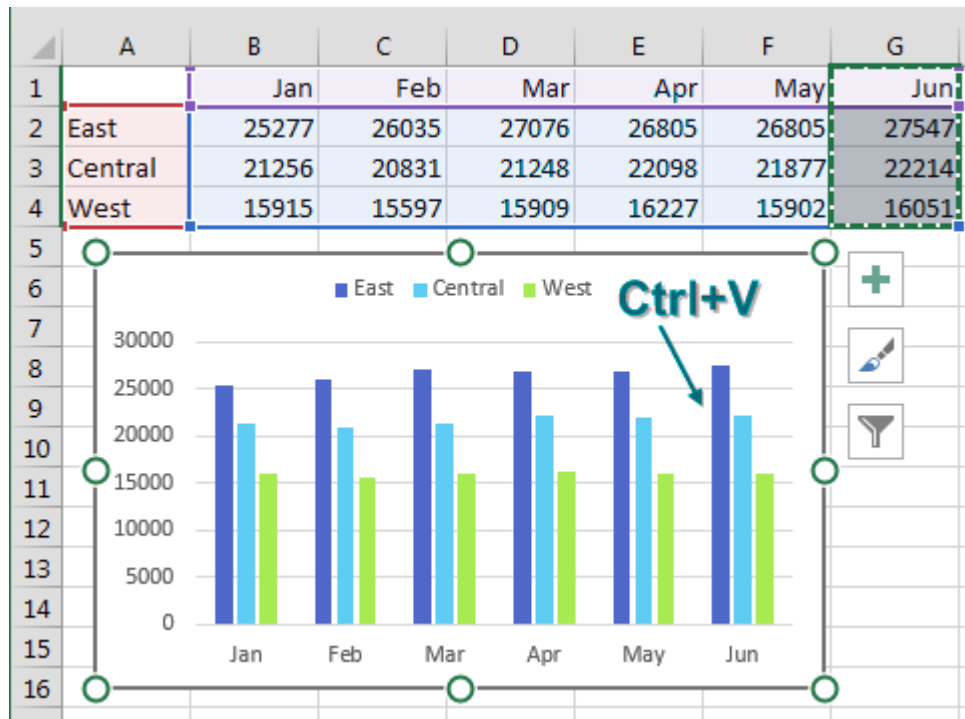 A B C D E F G
1 Jan Feb Mar Apr May Jun
2 East 25277 26035 27076 26805 26805 27547
3 Central 21256 20831 21248 22098 21877 22214
4 West 15915 15597 15909 16227 15902 16051
5
6 East Central West Ctrl+V
7 30000
8 25000
9 20000
10
11 15000
12 10000
13 5000
14 0
15 Jan Feb Mar Apr May Jun
16